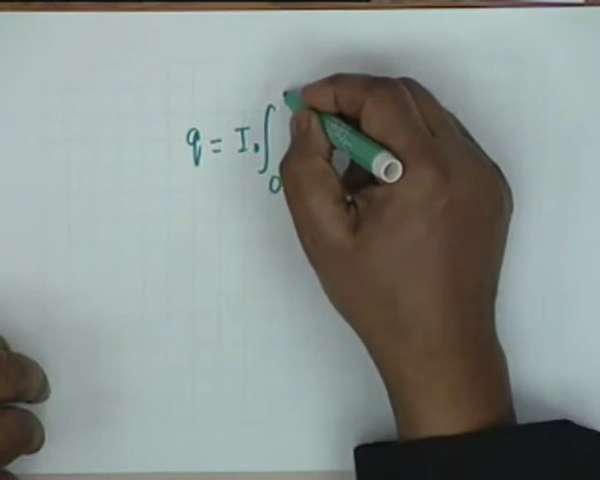 q = I₀ ∫₀